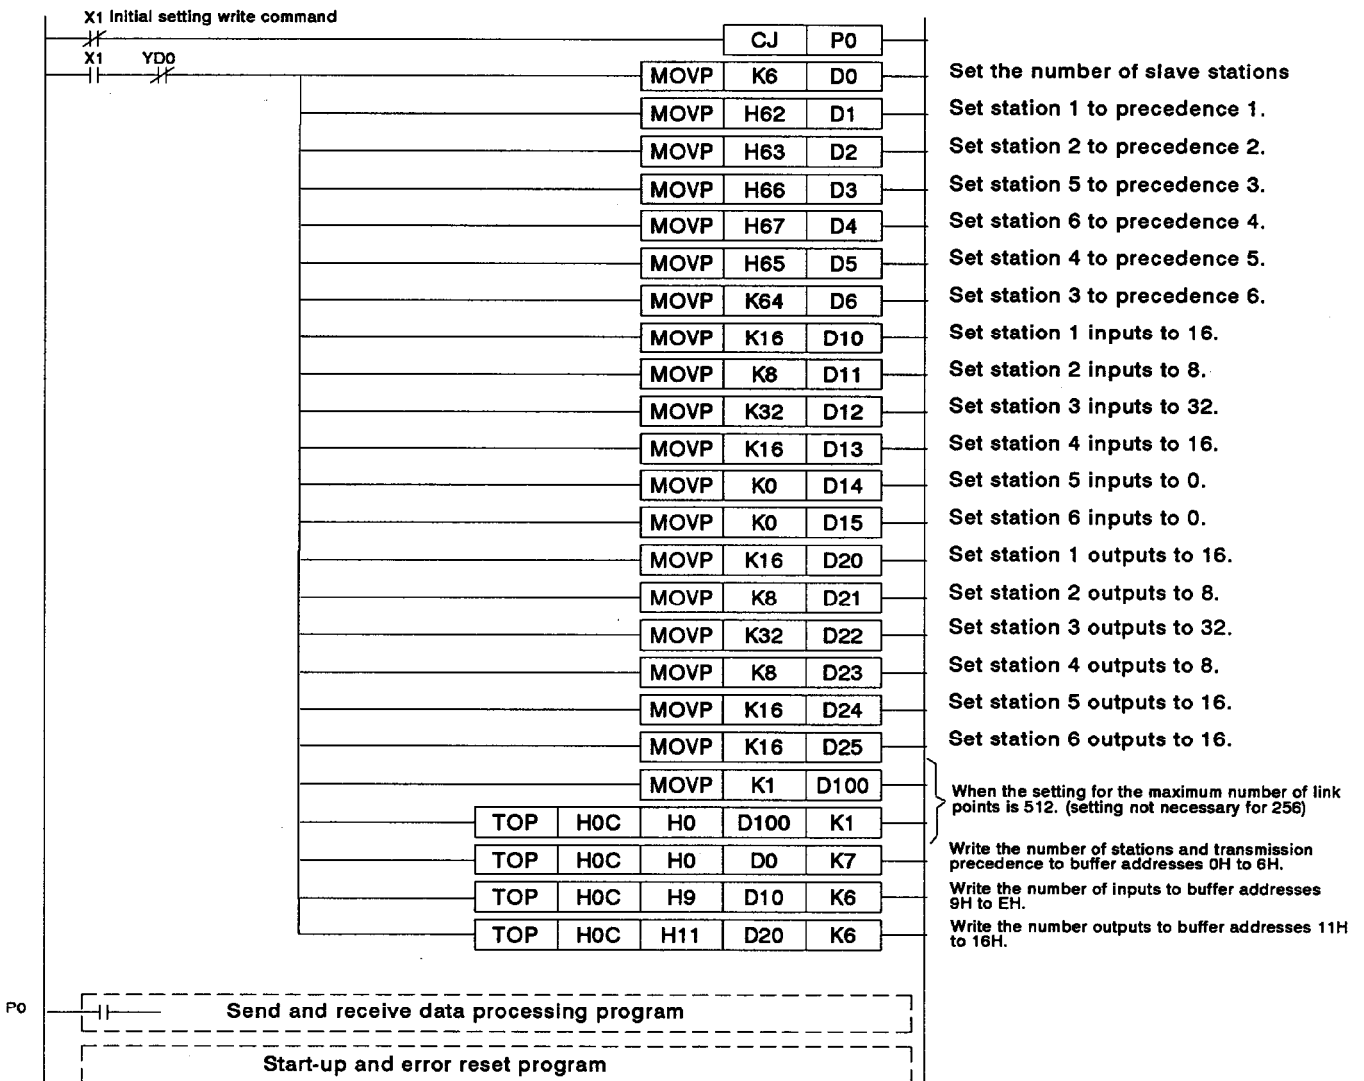 X1 Initial setting write command
CJ P0
X1 YD0
MOVP K6 D0 Set the number of slave stations
MOVP H62 D1 Set station 1 to precedence 1.
MOVP H63 D2 Set station 2 to precedence 2.
MOVP H66 D3 Set station 5 to precedence 3.
MOVP H67 D4 Set station 6 to precedence 4.
MOVP H65 D5 Set station 4 to precedence 5.
MOVP K64 D6 Set station 3 to precedence 6.
MOVP K16 D10 Set station 1 inputs to 16.
MOVP K8 D11 Set station 2 inputs to 8.
MOVP K32 D12 Set station 3 inputs to 32.
MOVP K16 D13 Set station 4 inputs to 16.
MOVP K0 D14 Set station 5 inputs to 0.
MOVP K0 D15 Set station 6 inputs to 0.
MOVP K16 D20 Set station 1 outputs to 16.
MOVP K8 D21 Set station 2 outputs to 8.
MOVP K32 D22 Set station 3 outputs to 32.
MOVP K8 D23 Set station 4 outputs to 8.
MOVP K16 D24 Set station 5 outputs to 16.
MOVP K16 D25 Set station 6 outputs to 16.
MOVP K1 D100
When the setting for the maximum number of link
points is 512. (setting not necessary for 256)
TOP H0C H0 D100 K1
TOP H0C H0 D0 K7
Write the number of stations and transmission
precedence to buffer addresses 0H to 6H.
TOP H0C H9 D10 K6
Write the number of inputs to buffer addresses
9H to EH.
TOP H0C H11 D20 K6
Write the number outputs to buffer addresses 11H
to 16H.
P0 Send and receive data processing program
Start-up and error reset program